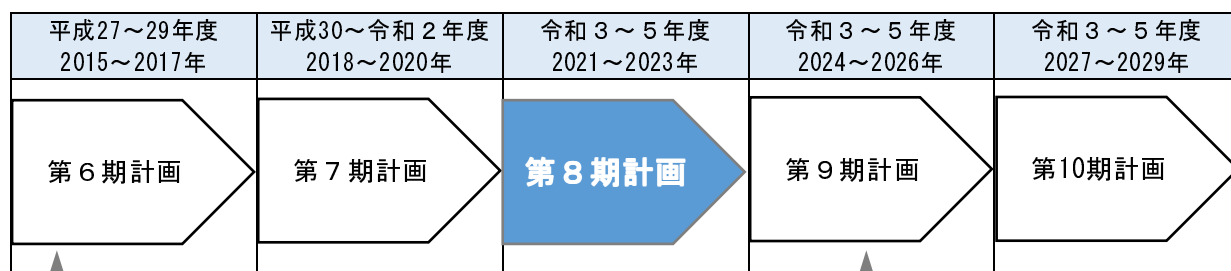 平成27～29年度
2015～2017年
平成30～令和２年度
2018～2020年
令和３～５年度
2021～2023年
令和３～５年度
2024～2026年
令和３～５年度
2027～2029年
第６期計画
第７期計画
第８期計画
第９期計画
第10期計画